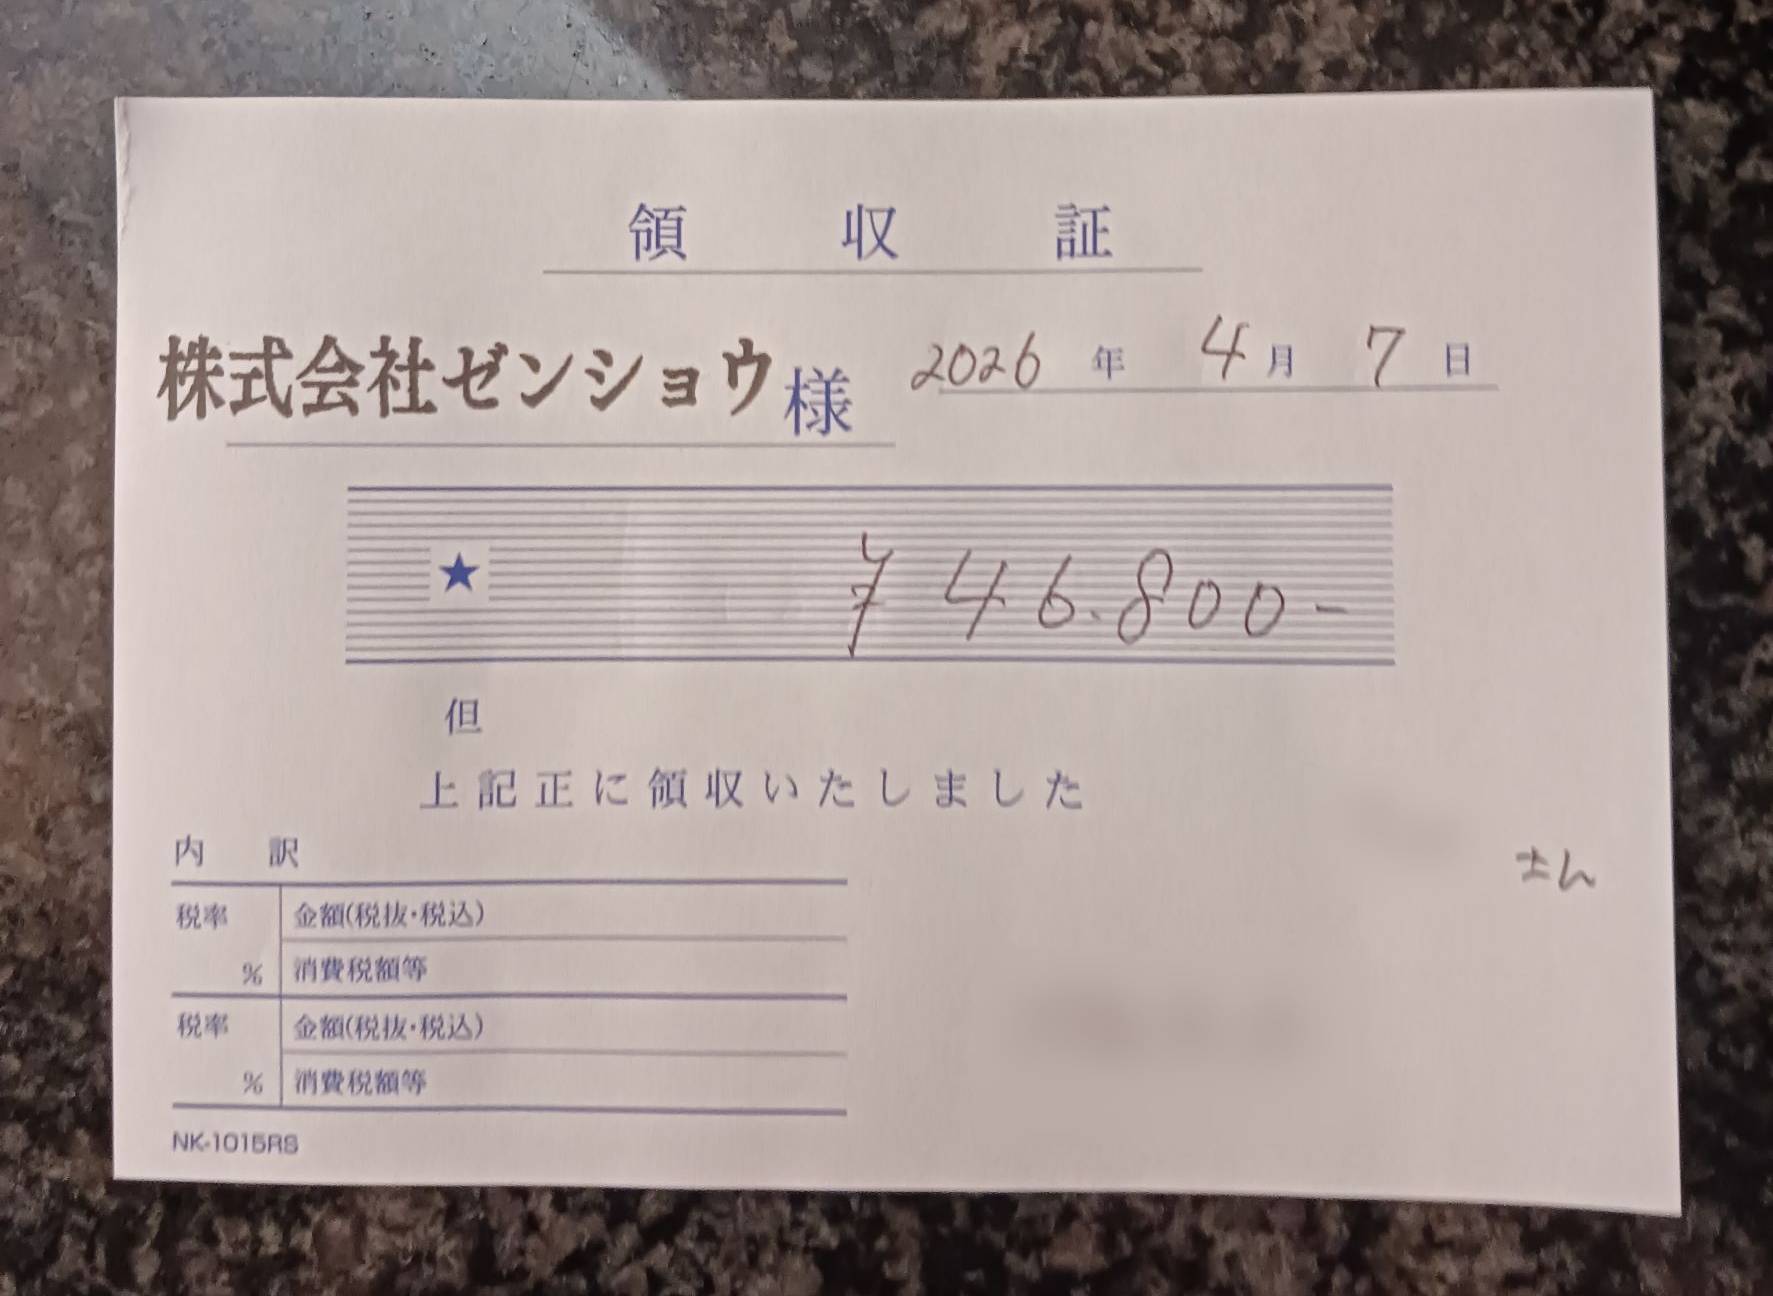 領収証
株式会社ゼンショウ様 2026年4月7日
★ ¥46.800-
但
上記正に領収いたしました
さん
内訳
税率 % 金額(税抜・税込)
消費税額等
税率 % 金額(税抜・税込)
消費税額等
NK-1015RS